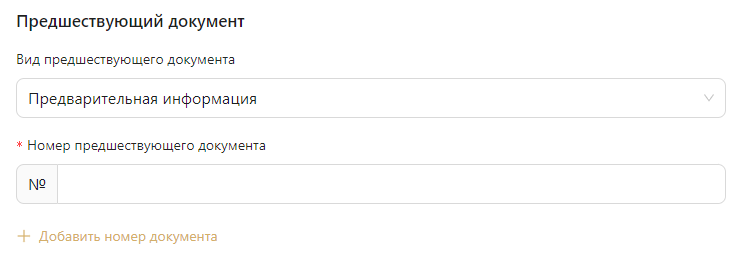 Предшествующий документ
Вид предшествующего документа
Предварительная информация
* Номер предшествующего документа
№
+ Добавить номер документа